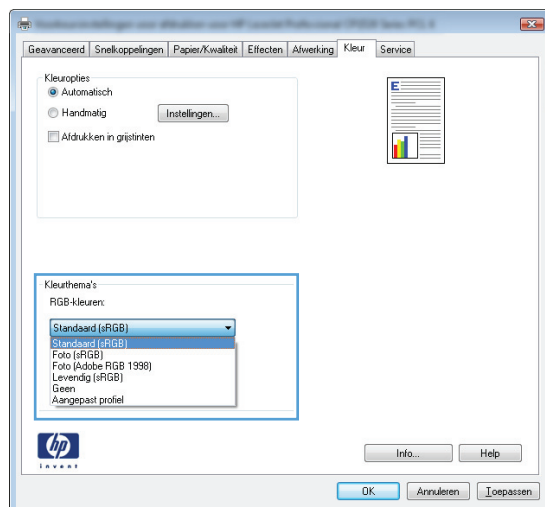 Geavanceerd Snelkoppelingen Papier/Kwaliteit Effecten Afwerking Kleur Service
Kleuropties
Automatisch
Handmatig Instellingen...
Afdrukken in grijstinten
E
Kleurthema's
RGB-kleuren:
Standaard (sRGB)
Standaard (sRGB)
Foto (sRGB)
Foto (Adobe RGB 1998)
Levendig (sRGB)
Geen
Aangepast profiel
hp
invent
Info... Help
OK Annuleren Toepassen